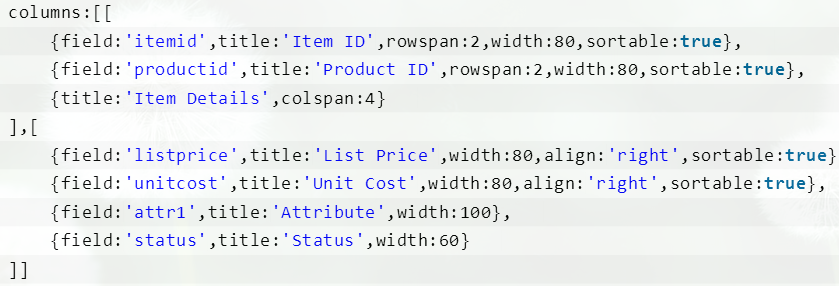 columns:[[
    {field:'itemid',title:'Item ID',rowspan:2,width:80,sortable:true},
    {field:'productid',title:'Product ID',rowspan:2,width:80,sortable:true},
    {title:'Item Details',colspan:4}
],[
    {field:'listprice',title:'List Price',width:80,align:'right',sortable:true}
    {field:'unitcost',title:'Unit Cost',width:80,align:'right',sortable:true},
    {field:'attr1',title:'Attribute',width:100},
    {field:'status',title:'Status',width:60}
]]